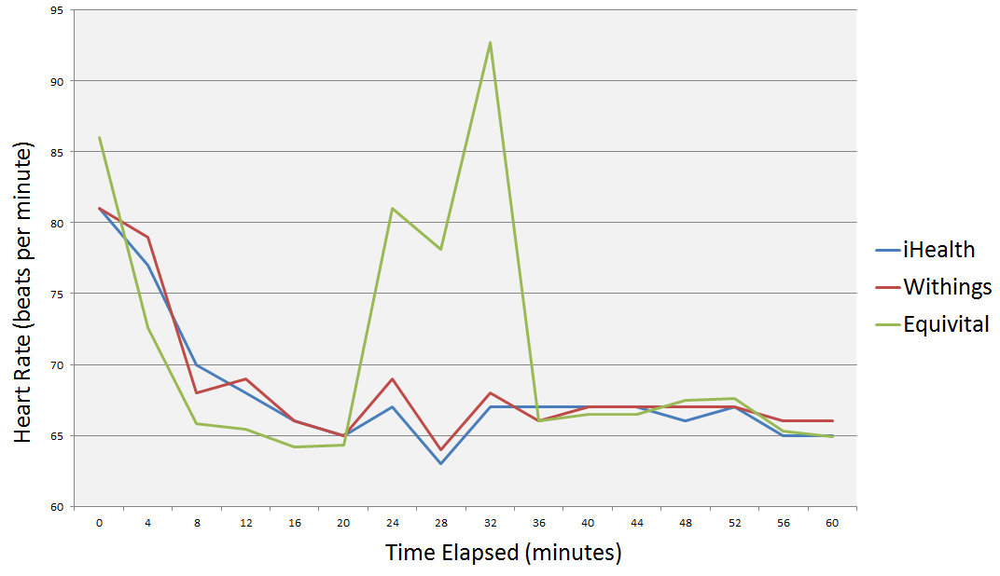 95
90
85
80
75
70
65
60
Heart Rate (beats per minute)
0 4 8 12 16 20 24 28 32 36 40 44 48 52 56 60
Time Elapsed (minutes)
iHealth
Withings
Equivital